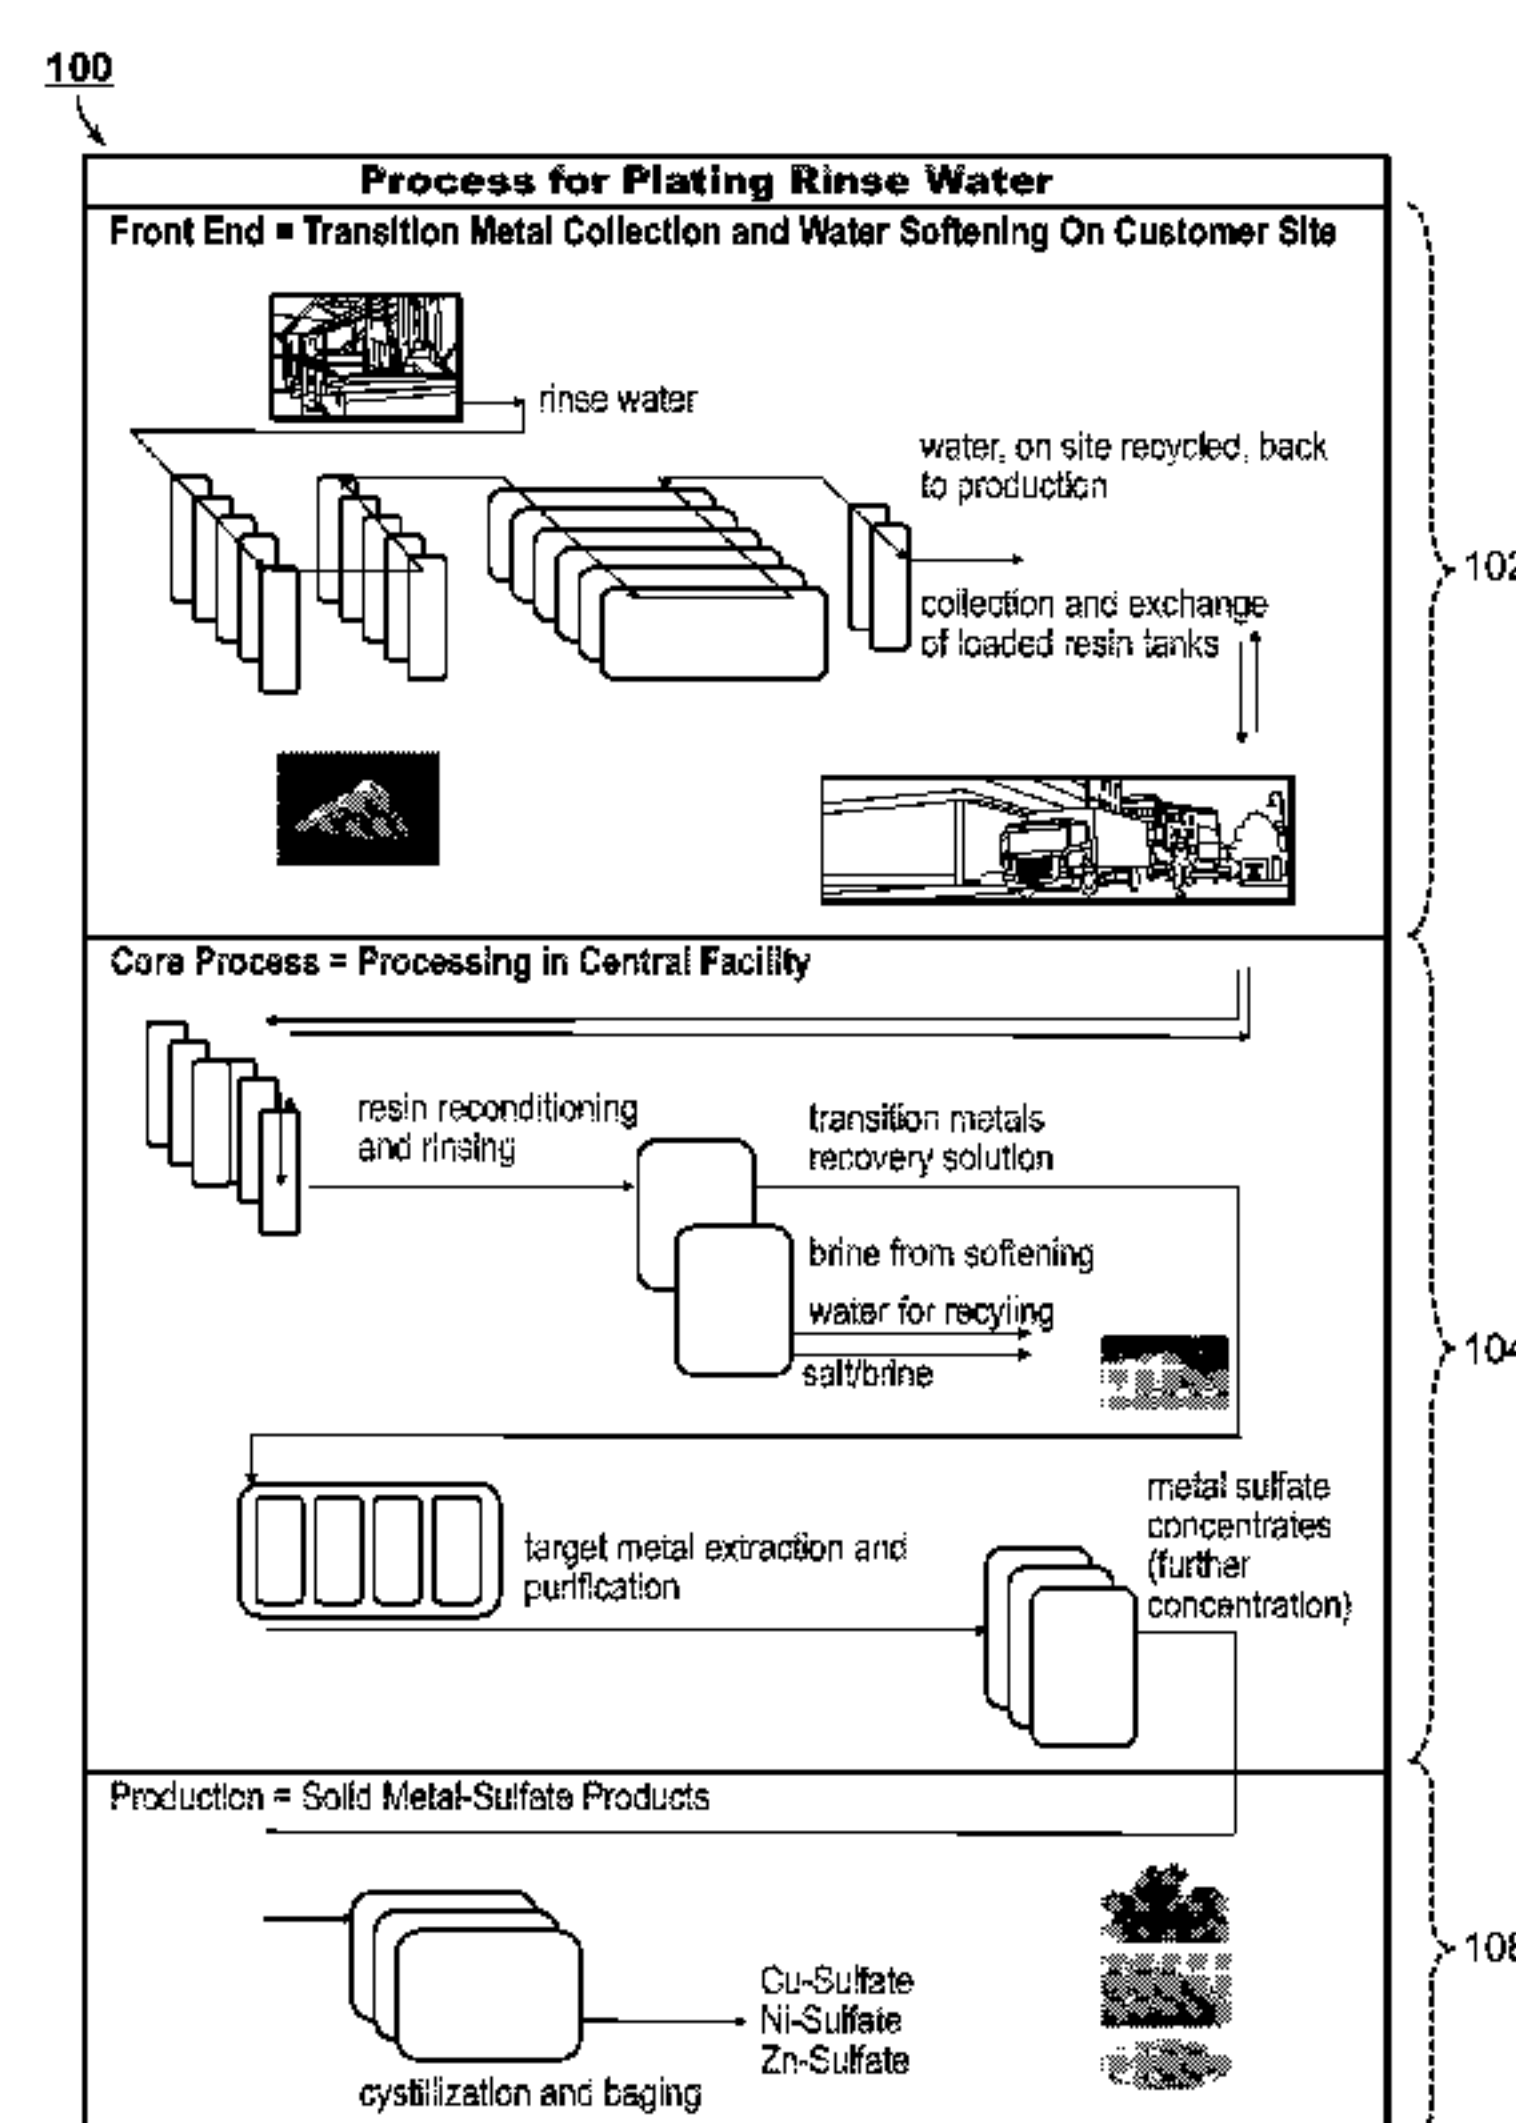 100
Process for Plating Rinse Water
Front End = Transition Metal Collection and Water Softening On Customer Site
rinse water
water, on site recycled, back
to production
102
collection and exchange
of loaded resin tanks
Core Process = Processing in Central Facility
resin reconditioning
and rinsing
transition metals
recovery solution
brine from softening
water for recyling
salt/brine
104
metal sulfate
concentrates
(further
concentration)
target metal extraction and
purification
Production = Solid Metal-Sulfate Products
108
Cu-Sulfate
Ni-Sulfate
Zn-Sulfate
cystillization and baging